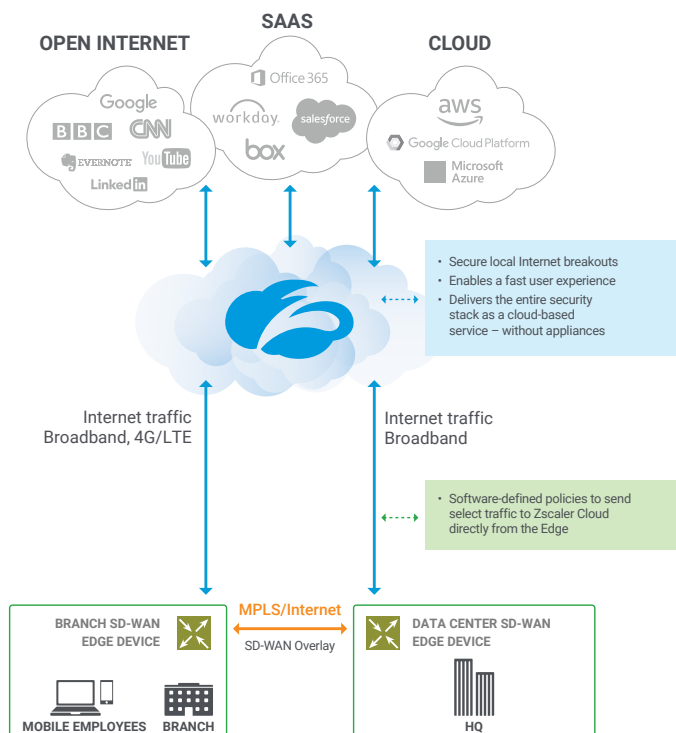 SAAS
OPEN INTERNET
CLOUD
Google
BBC
CNN
EVERNOTE
YouTube
Linked in
Office 365
workday.
salesforce
box
aws
Google Cloud Platform
Microsoft
Azure
• Secure local Internet breakouts
• Enables a fast user experience
• Delivers the entire security
stack as a cloud-based
service – without appliances
Internet traffic
Broadband, 4G/LTE
Internet traffic
Broadband
• Software-defined policies to send
select traffic to Zscaler Cloud
directly from the Edge
BRANCH SD-WAN
EDGE DEVICE
MPLS/Internet
SD-WAN Overlay
DATA CENTER SD-WAN
EDGE DEVICE
MOBILE EMPLOYEES
BRANCH
HQ